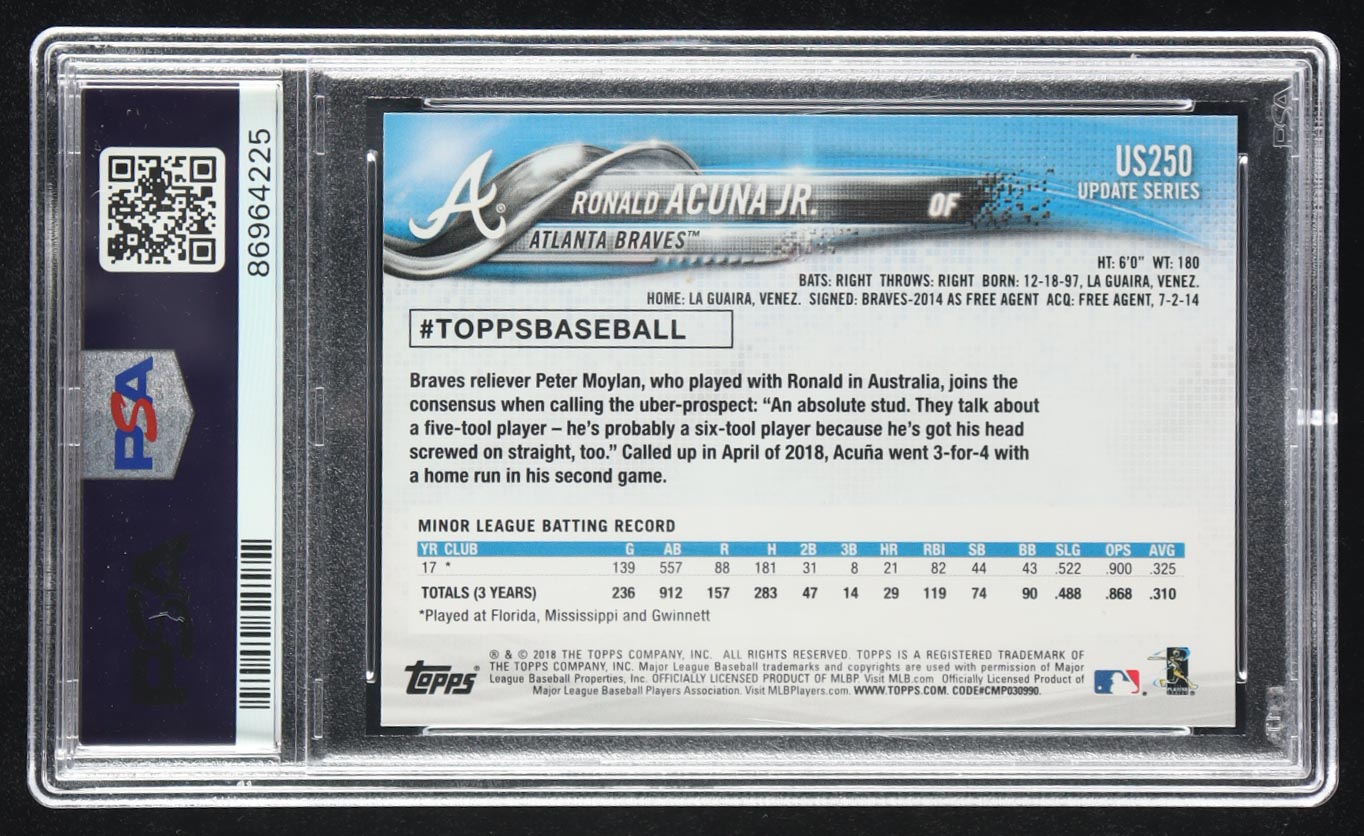 86964225
PSA
PSA
PSA
A®
US250
UPDATE SERIES
RONALD ACUNA JR. OF
ATLANTA BRAVES™
HT: 6'0" WT: 180
BATS: RIGHT THROWS: RIGHT BORN: 12-18-97, LA GUAIRA, VENEZ.
HOME: LA GUAIRA, VENEZ. SIGNED: BRAVES-2014 AS FREE AGENT ACQ: FREE AGENT, 7-2-14
#TOPPSBASEBALL
Braves reliever Peter Moylan, who played with Ronald in Australia, joins the
consensus when calling the uber-prospect: “An absolute stud. They talk about
a five-tool player – he’s probably a six-tool player because he’s got his head
screwed on straight, too.” Called up in April of 2018, Acuña went 3-for-4 with
a home run in his second game.
MINOR LEAGUE BATTING RECORD
YR CLUB G AB R H 2B 3B HR RBI SB BB SLG OPS AVG
17 * 139 557 88 181 31 8 21 82 44 43 .522 .900 .325
TOTALS (3 YEARS) 236 912 157 283 47 14 29 119 74 90 .488 .868 .310
*Played at Florida, Mississippi and Gwinnett
Topps®
® & © 2018 THE TOPPS COMPANY, INC. ALL RIGHTS RESERVED. TOPPS IS A REGISTERED TRADEMARK OF
THE TOPPS COMPANY, INC. Major League Baseball trademarks and copyrights are used with permission of Major
League Baseball Properties, Inc. OFFICIALLY LICENSED PRODUCT OF MLBP Visit MLB.com Officially Licensed Product of
Major League Baseball Players Association. Visit MLBPlayers.com. WWW.TOPPS.COM. CODE#CMP030990.